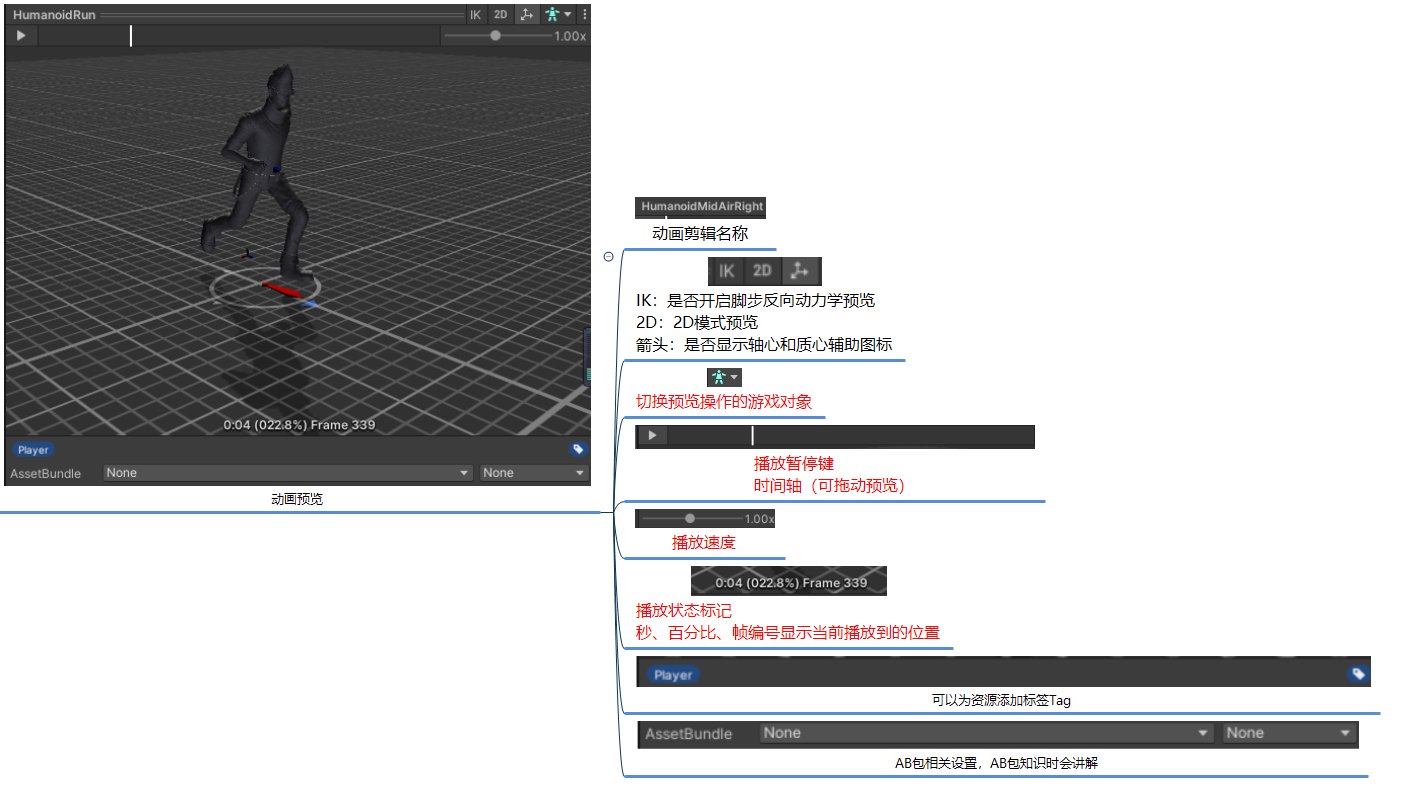 HumanoidRun
IK 2D
1.00x
0:04 (022.8%) Frame 339
Player
AssetBundle None None
动画预览
HumanoidMidAirRight
动画剪辑名称
IK 2D
IK：是否开启脚步反向动力学预览
2D：2D模式预览
箭头：是否显示轴心和质心辅助图标
切换预览操作的游戏对象
播放暂停键
时间轴（可拖动预览）
1.00x
播放速度
0:04 (022.8%) Frame 339
播放状态标记
秒、百分比、帧编号显示当前播放到的位置
Player
可以为资源添加标签Tag
AssetBundle None None
AB包相关设置，AB包知识时会讲解